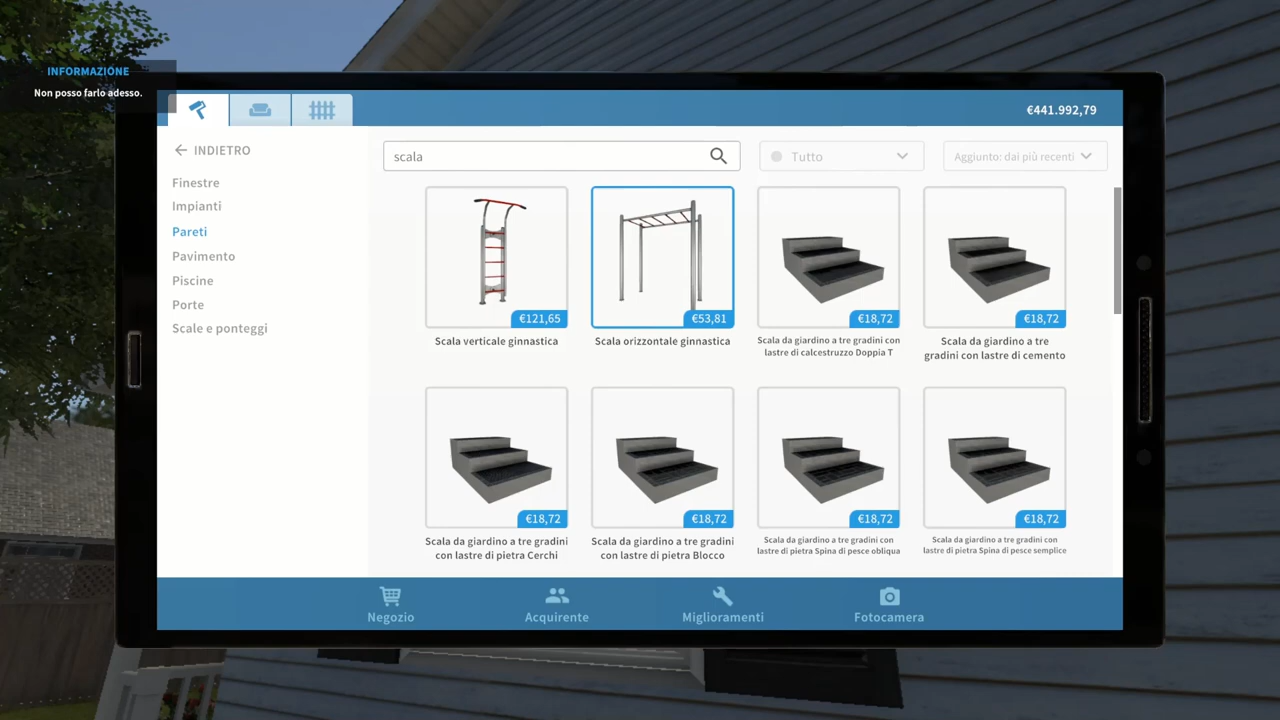 INFORMAZIONE
Non posso farlo adesso.
€441.992,79
INDIETRO
Finestre
Impianti
Pareti
Pavimento
Piscine
Porte
Scale e ponteggi
scala
Tutto
Aggiunto: dai più recenti
€121,65
Scala verticale ginnastica
€53,81
Scala orizzontale ginnastica
€18,72
Scala da giardino a tre gradini con
lastre di calcestruzzo Doppia T
€18,72
Scala da giardino a tre
gradini con lastre di cemento
€18,72
Scala da giardino a tre gradini
con lastre di pietra Cerchi
€18,72
Scala da giardino a tre gradini
con lastre di pietra Blocco
€18,72
Scala da giardino a tre gradini con
lastre di pietra Spina di pesce obliqua
€18,72
Scala da giardino a tre gradini con
lastre di pietra Spina di pesce semplice
Negozio
Acquirente
Miglioramenti
Fotocamera